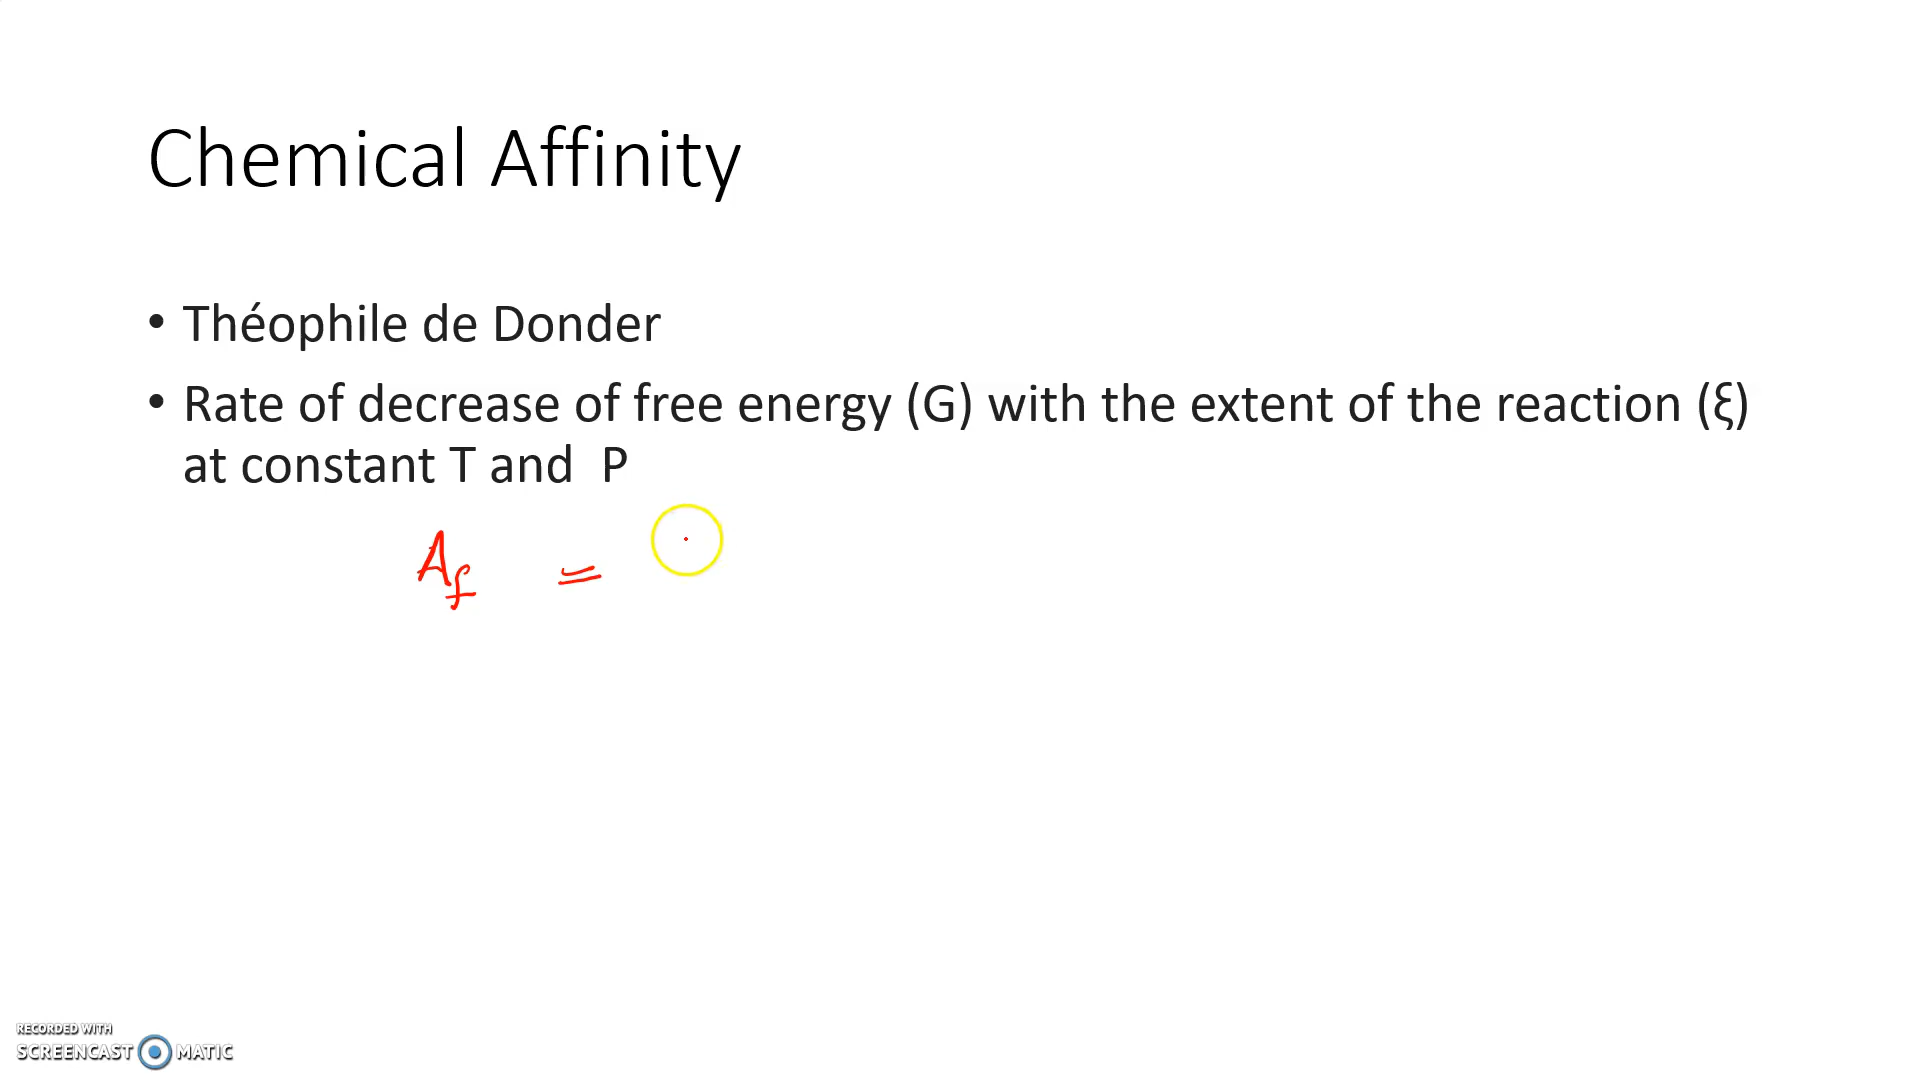 Chemical Affinity
• Théophile de Donder
• Rate of decrease of free energy (G) with the extent of the reaction (ξ)
at constant T and P
Af =
RECORDED WITH
SCREENCAST MATIC